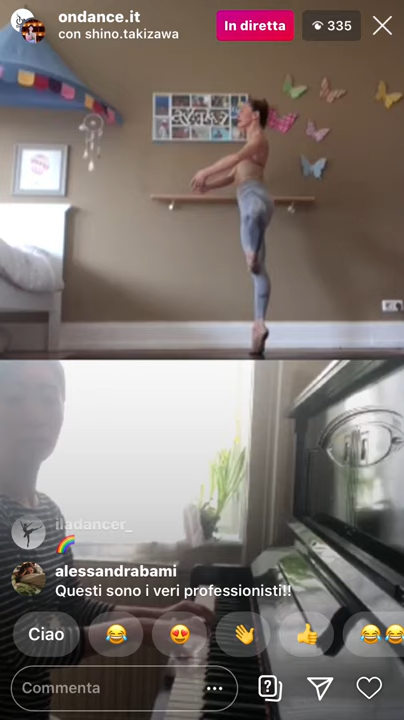 ondance.it
con shino.takizawa
In diretta
335
iladancer_
alessandrabami
Questi sono i veri professionisti!!
Ciao
Commenta